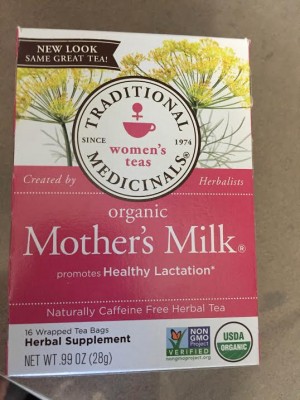 NEW LOOK
SAME GREAT TEA!
TRADITIONAL
SINCE 1974
women's
teas
MEDICINALS®
Created by Herbalists
organic
Mother's Milk®
promotes Healthy Lactation*
Naturally Caffeine Free Herbal Tea
16 Wrapped Tea Bags
Herbal Supplement
NET WT .99 OZ (28g)
NON
GMO
Project
VERIFIED
nongmoproject.org
USDA
ORGANIC